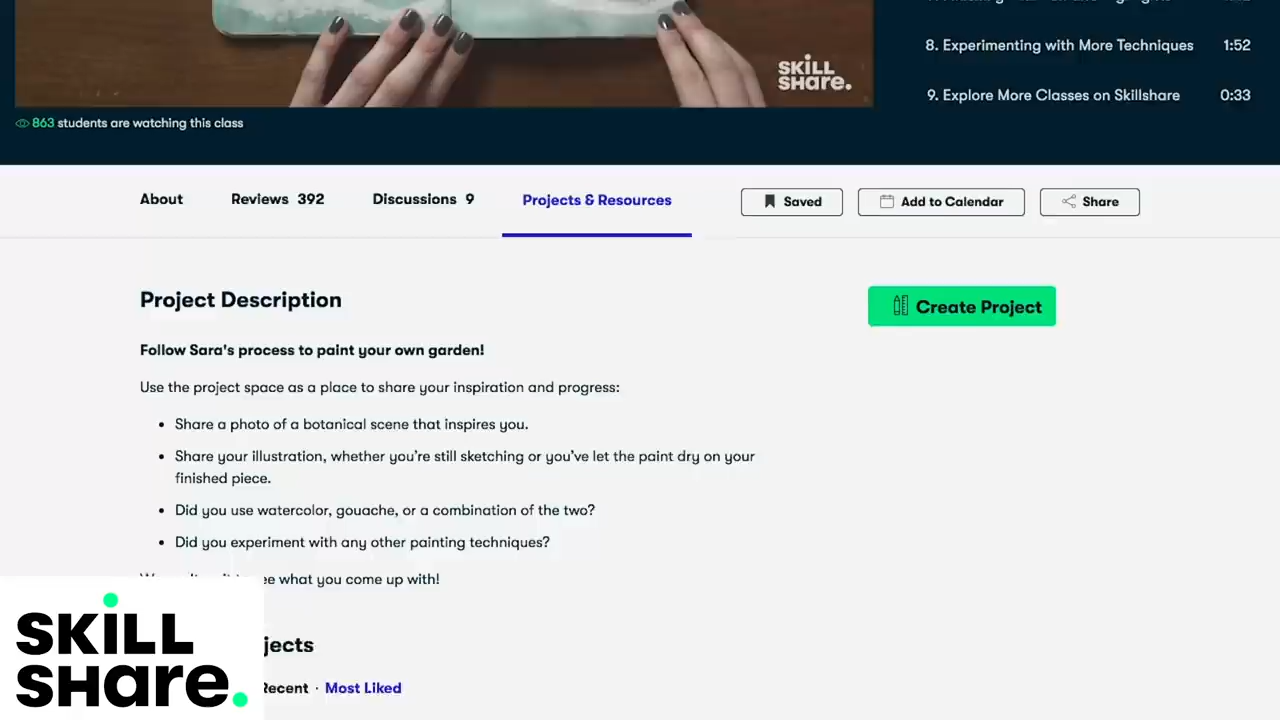 SKILL
SHARE.
8. Experimenting with More Techniques 1:52
9. Explore More Classes on Skillshare 0:33
863 students are watching this class
About Reviews 392 Discussions 9 Projects & Resources Saved Add to Calendar Share
Project Description
Create Project
Follow Sara's process to paint your own garden!
Use the project space as a place to share your inspiration and progress:
• Share a photo of a botanical scene that inspires you.
• Share your illustration, whether you're still sketching or you've let the paint dry on your
finished piece.
• Did you use watercolor, gouache, or a combination of the two?
• Did you experiment with any other painting techniques?
what you come up with!
Recent · Most Liked
SKILL
SHARE.